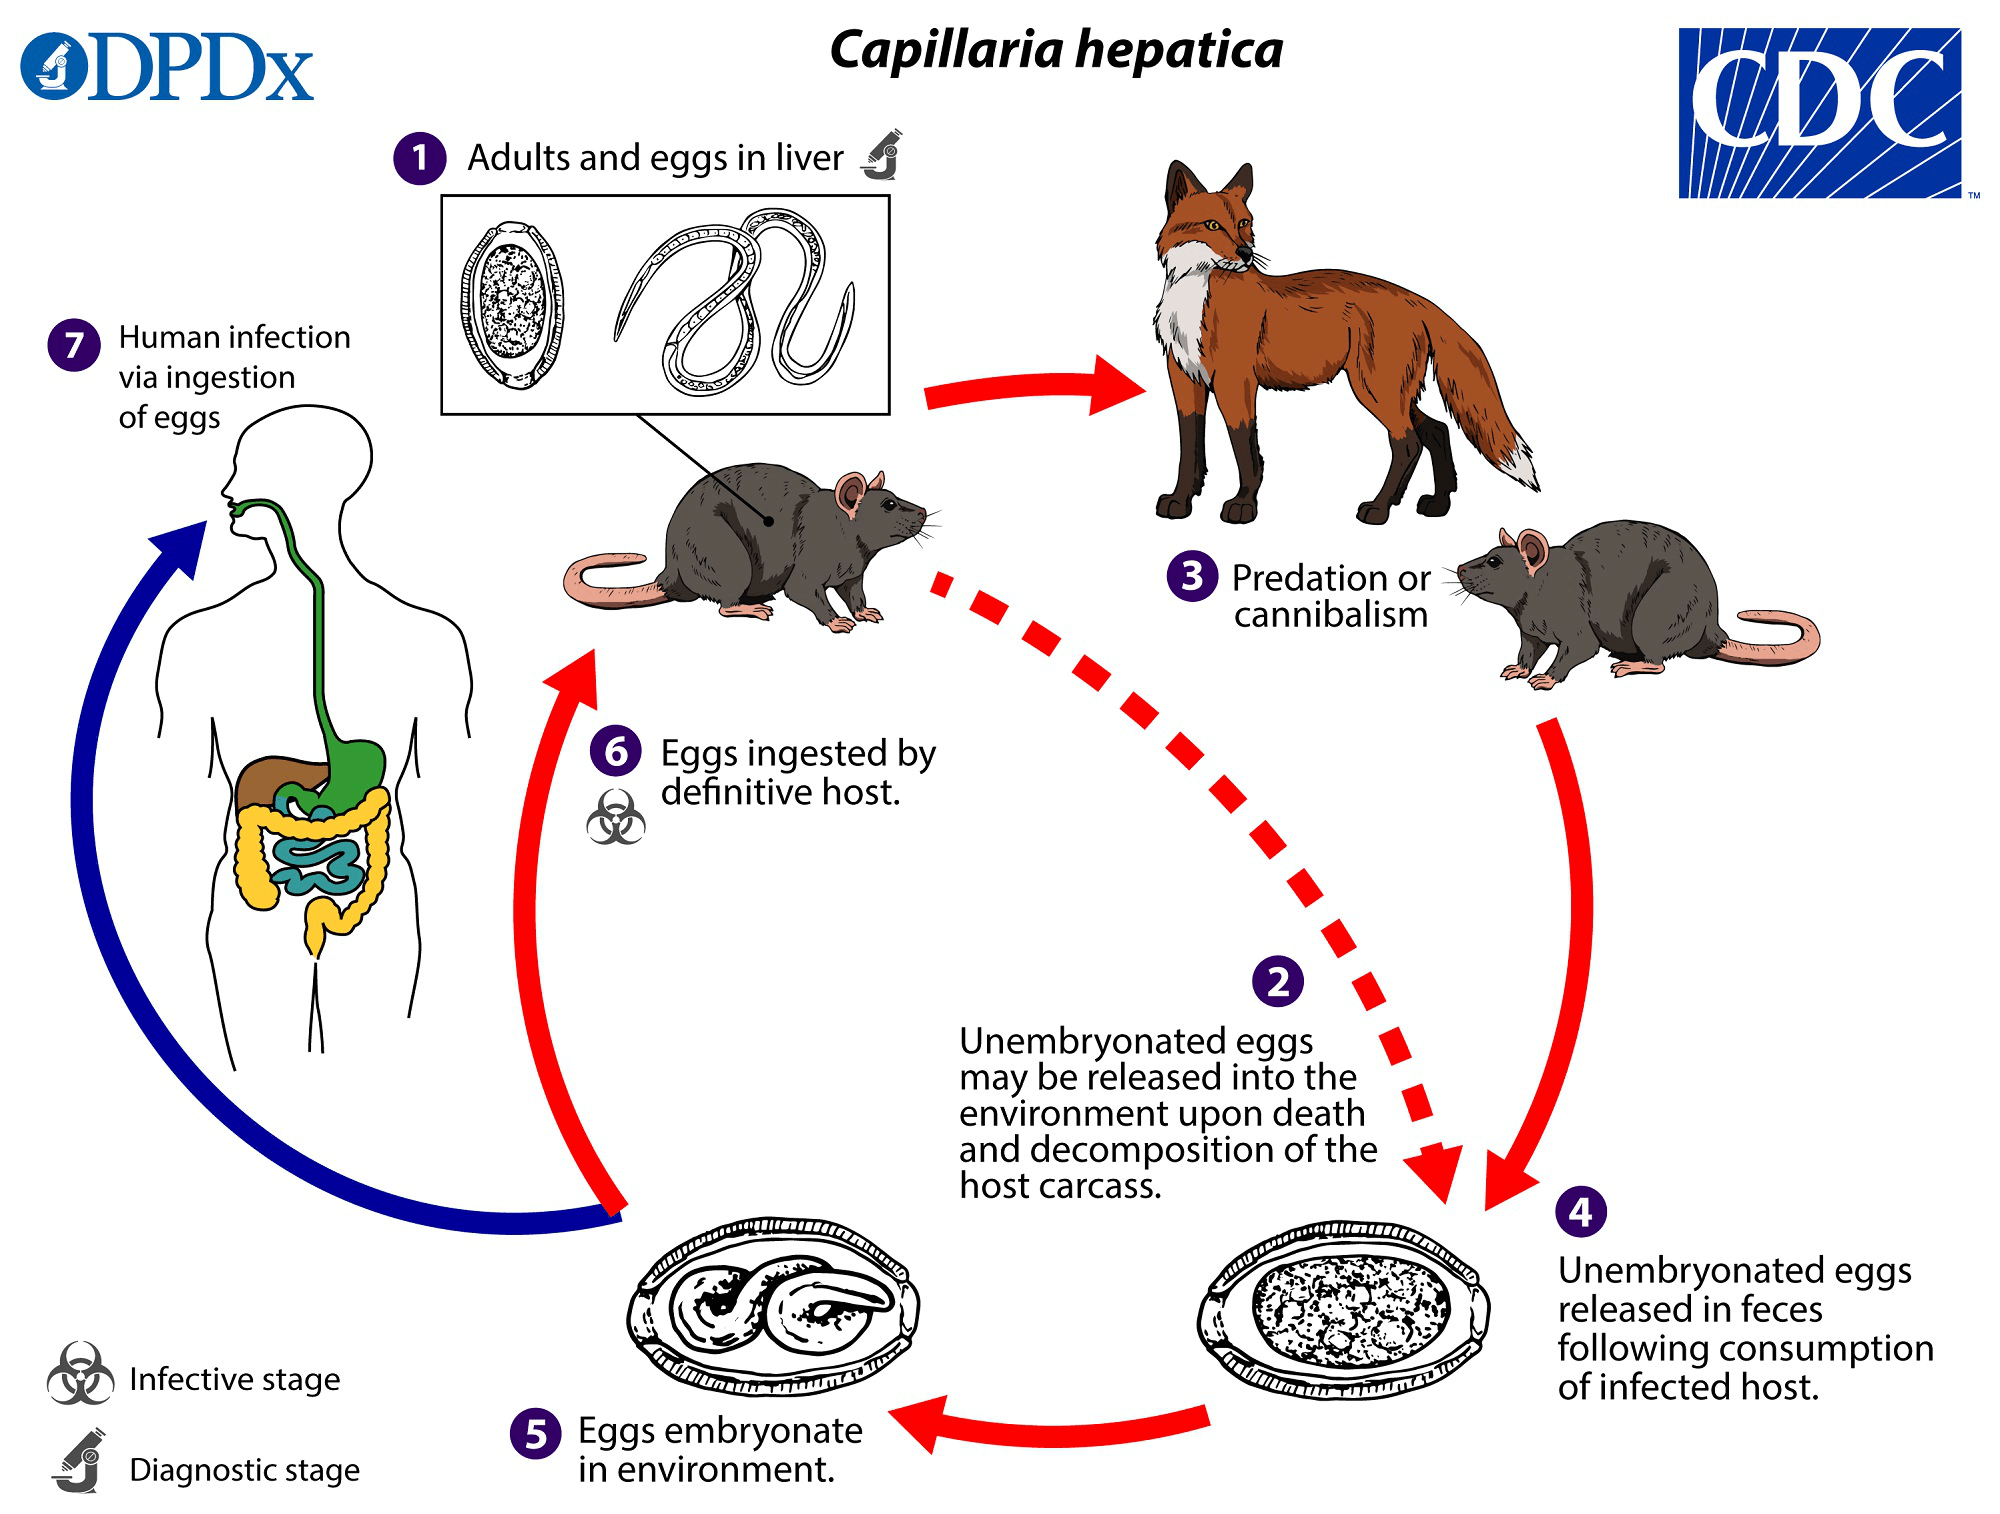 DPDx
Capillaria hepatica
CDC
TM
1 Adults and eggs in liver
7 Human infection
via ingestion
of eggs
3 Predation or
cannibalism
6 Eggs ingested by
definitive host.
2
Unembryonated eggs
may be released into the
environment upon death
and decomposition of the
host carcass.
4
Unembryonated eggs
released in feces
following consumption
of infected host.
5 Eggs embryonate
in environment.
Infective stage
Diagnostic stage